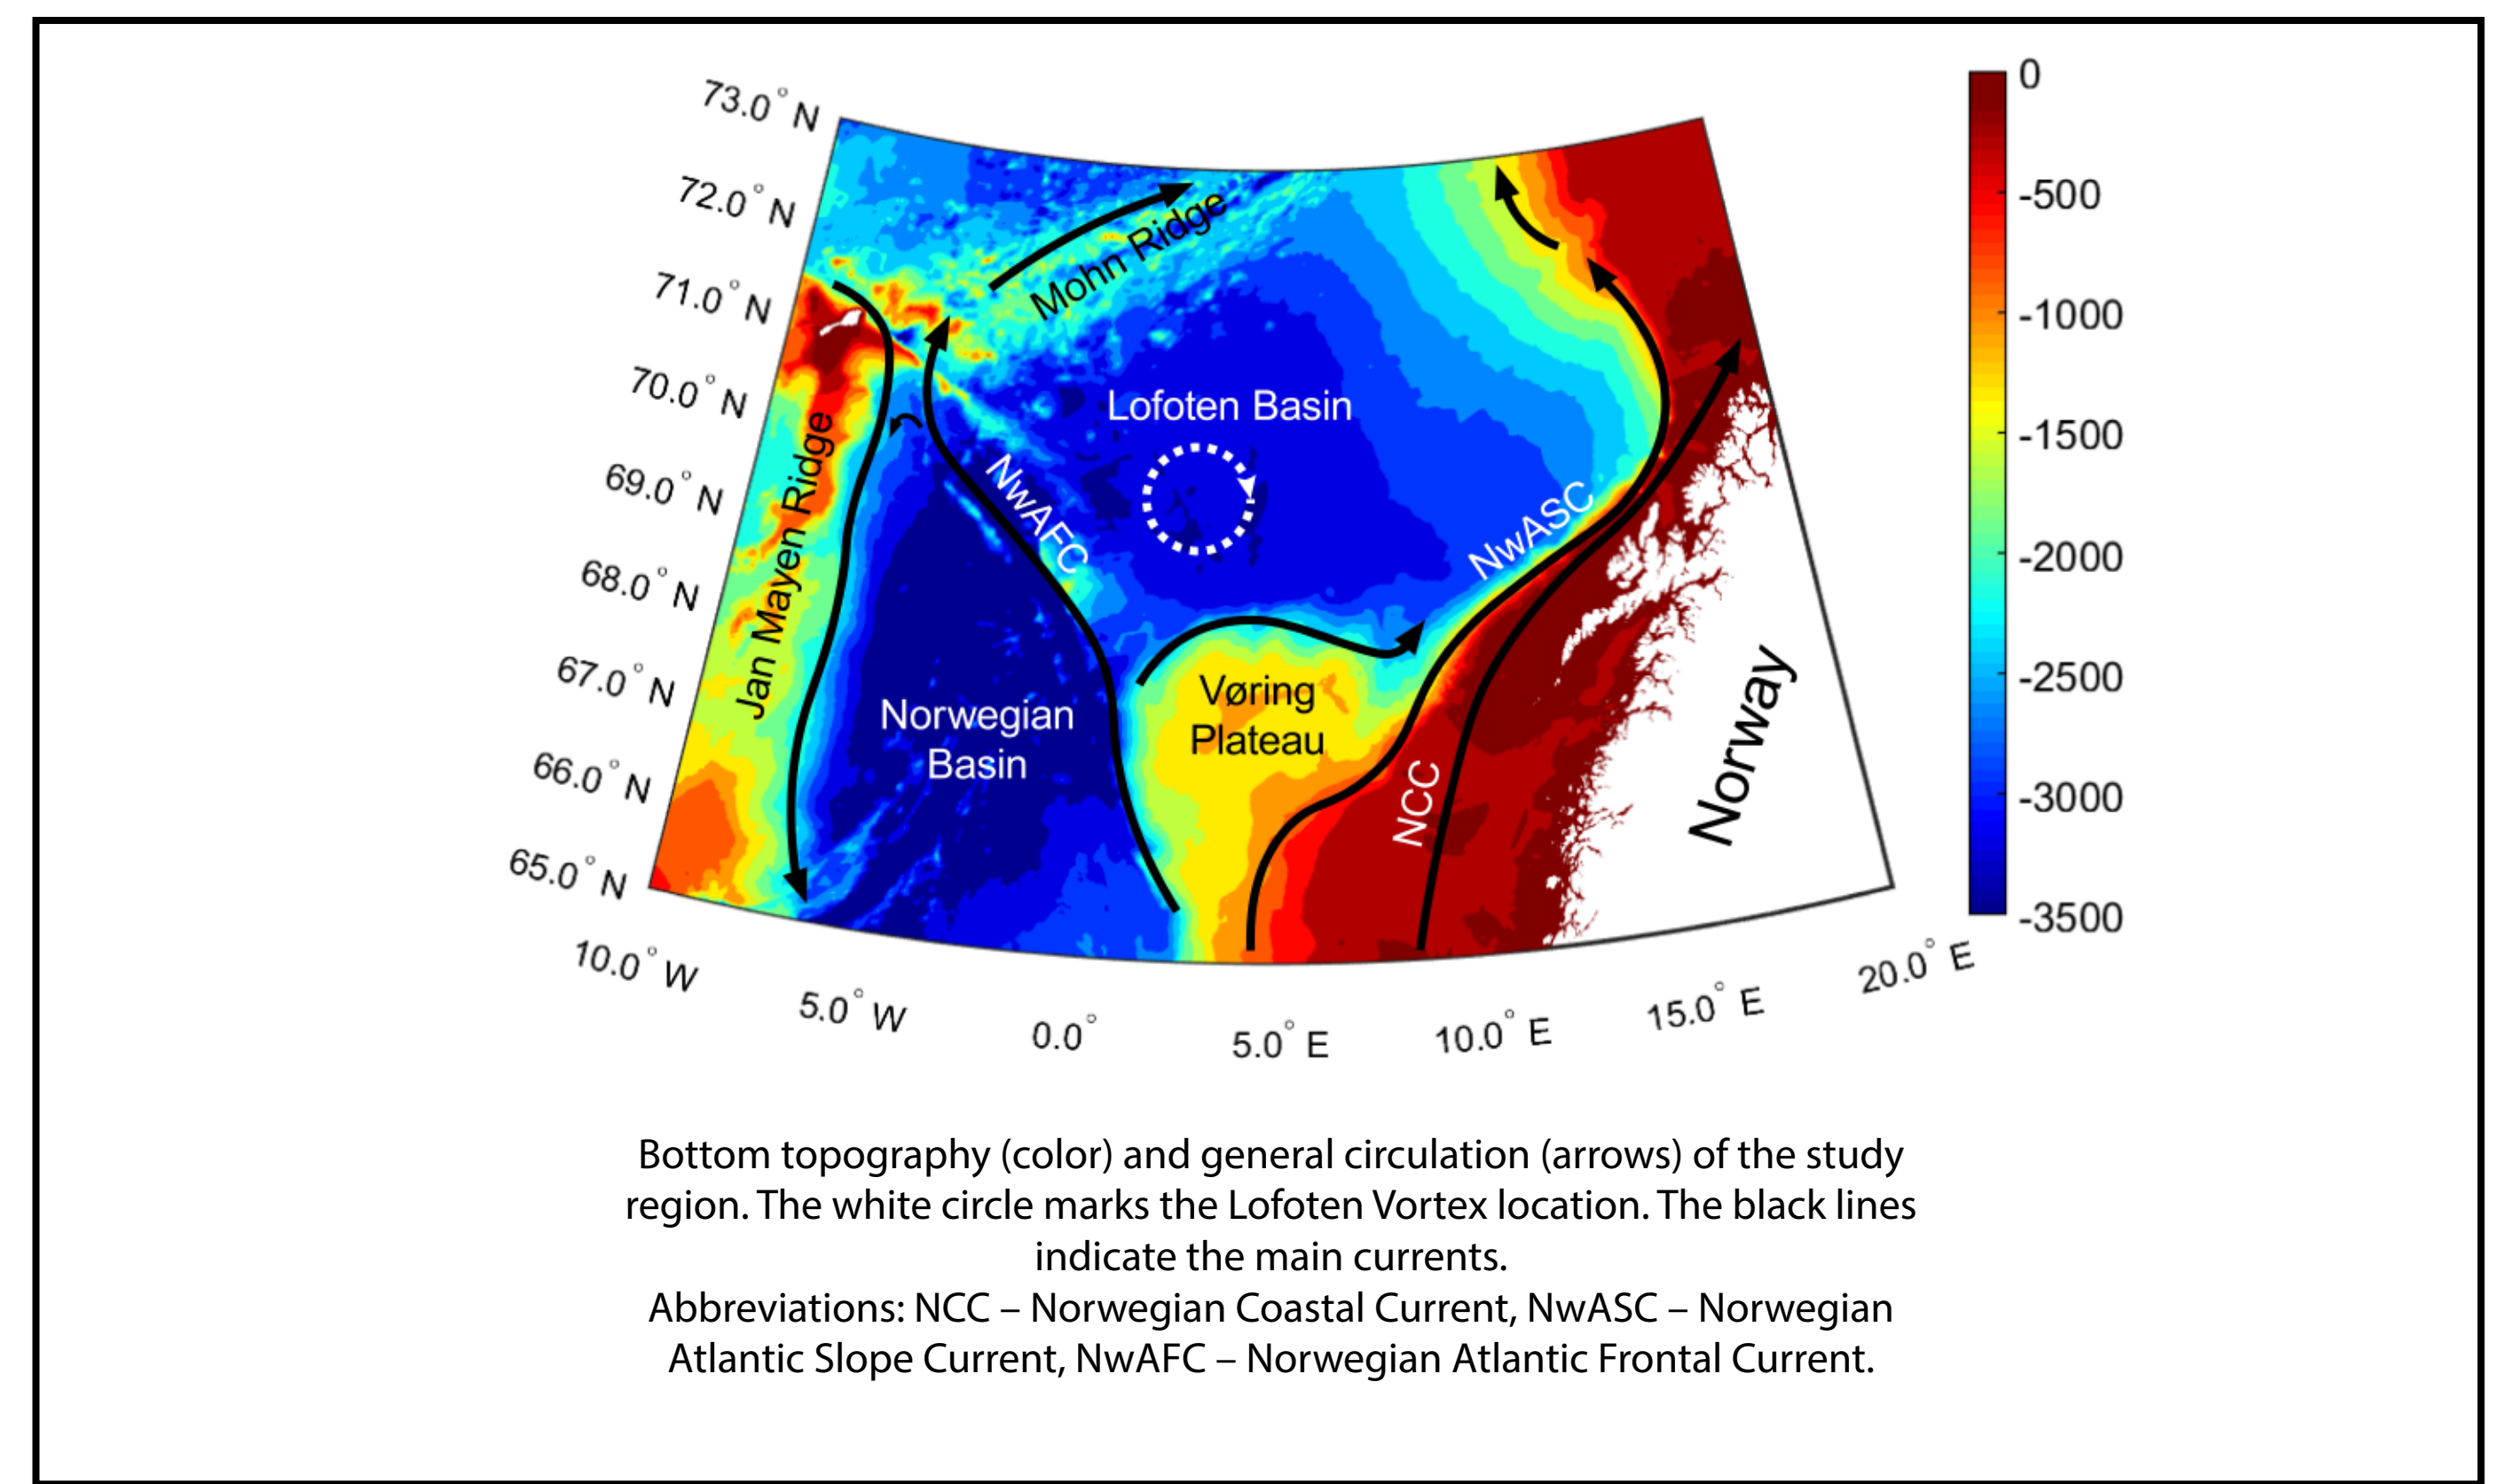 73.0° N
72.0° N
71.0° N
70.0° N
69.0° N
68.0° N
67.0° N
66.0° N
65.0° N
10.0° W
5.0° W
0.0°
5.0° E
10.0° E
15.0° E
20.0° E
Mohn Ridge
Jan Mayen Ridge
Lofoten Basin
NwAFC
NwASC
Norwegian
Basin
Vøring
Plateau
NCC
Norway
0
-500
-1000
-1500
-2000
-2500
-3000
-3500
Bottom topography (color) and general circulation (arrows) of the study
region. The white circle marks the Lofoten Vortex location. The black lines
indicate the main currents.
Abbreviations: NCC – Norwegian Coastal Current, NwASC – Norwegian
Atlantic Slope Current, NwAFC – Norwegian Atlantic Frontal Current.